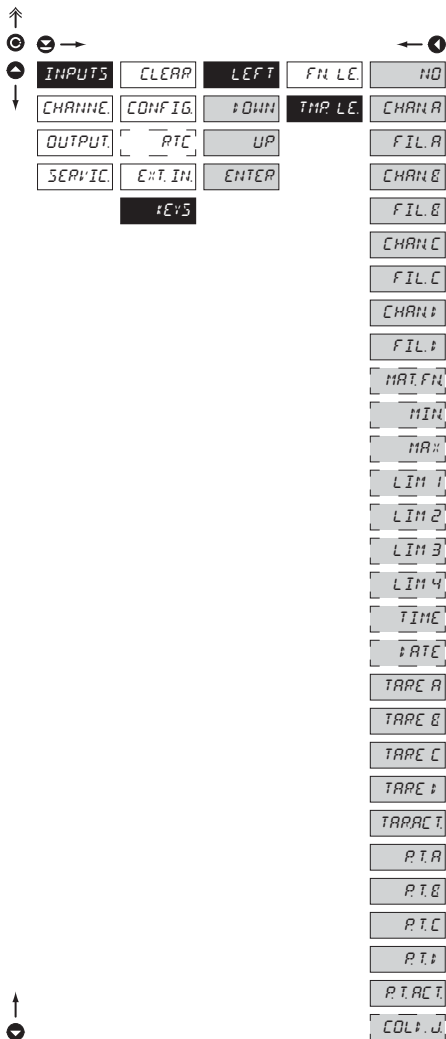 INPUTS CLEAR LEFT FN. LE. NO
CHANNE. CONFIG. DOWN TMP. LE. CHAN. A
OUTPUT. RTC UP FIL. A
SERVIC. EXT. IN. ENTER CHAN. B
KEYS FIL. B
CHAN. C
FIL. C
CHAN. D
FIL. D
MAT. FN.
MIN.
MAX
LIM 1
LIM 2
LIM 3
LIM 4
TIME
DATE
TARE A
TARE B
TARE C
TARE D
TAR.ACT.
P.T. A
P.T. B
P.T. C
P.T. D
P.T. ACT.
COLD. J.